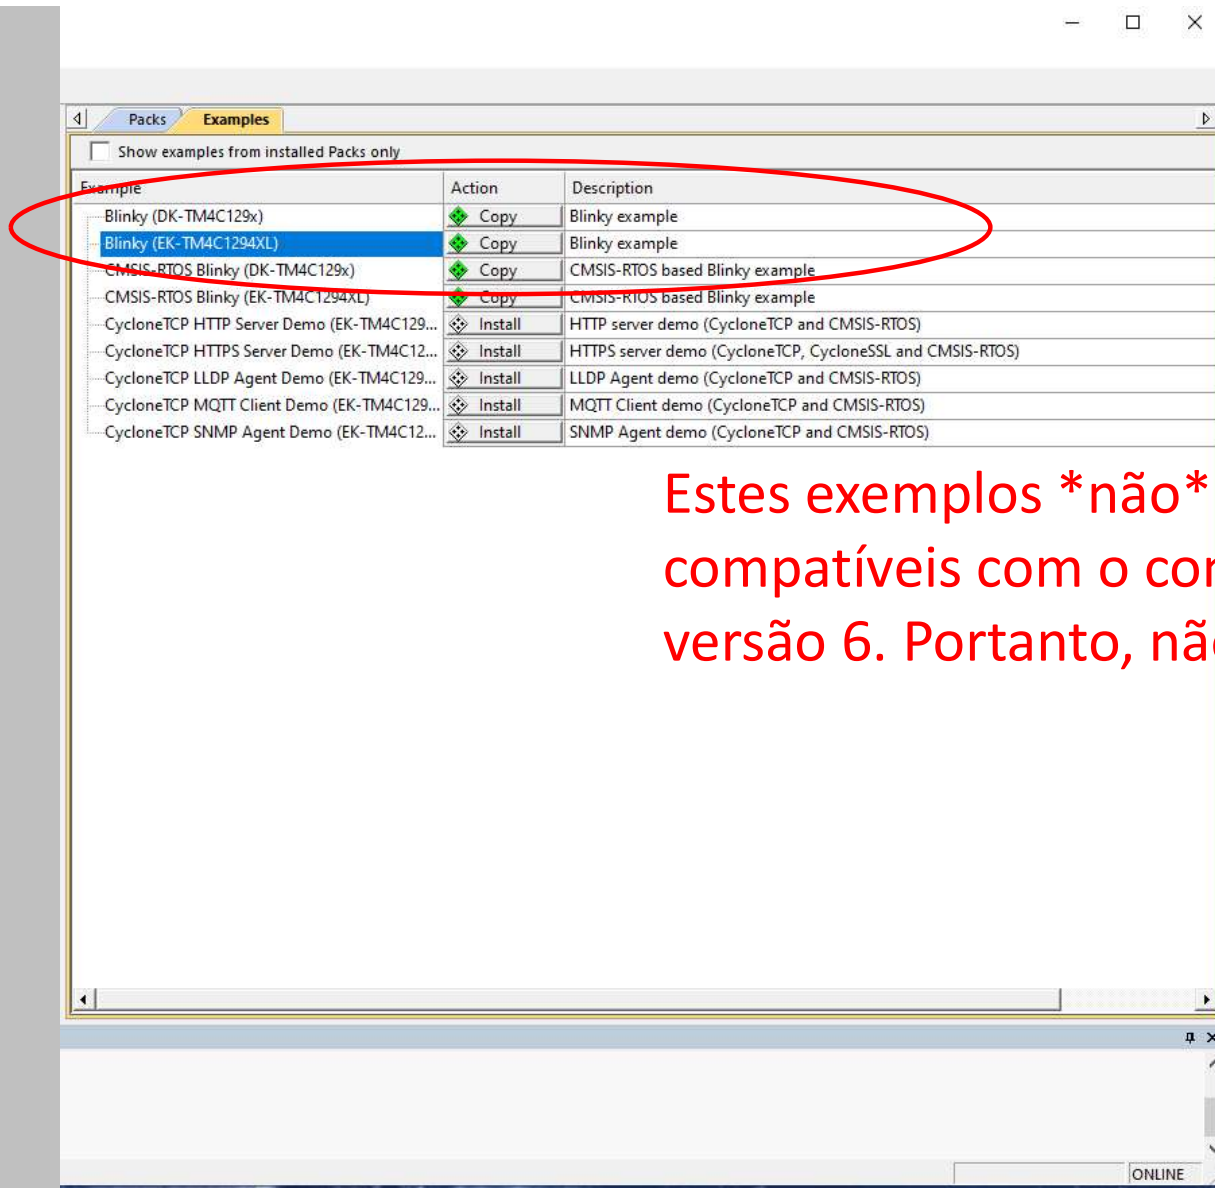 Packs Examples
Show examples from installed Packs only
Example Action Description
Blinky (DK-TM4C129x) Copy Blinky example
Blinky (EK-TM4C1294XL) Copy Blinky example
CMSIS-RTOS Blinky (DK-TM4C129x) Copy CMSIS-RTOS based Blinky example
CMSIS-RTOS Blinky (EK-TM4C1294XL) Copy CMSIS-RTOS based Blinky example
CycloneTCP HTTP Server Demo (EK-TM4C129... Install HTTP server demo (CycloneTCP and CMSIS-RTOS)
CycloneTCP HTTPS Server Demo (EK-TM4C12... Install HTTPS server demo (CycloneTCP, CycloneSSL and CMSIS-RTOS)
CycloneTCP LLDP Agent Demo (EK-TM4C129... Install LLDP Agent demo (CycloneTCP and CMSIS-RTOS)
CycloneTCP MQTT Client Demo (EK-TM4C129... Install MQTT Client demo (CycloneTCP and CMSIS-RTOS)
CycloneTCP SNMP Agent Demo (EK-TM4C12... Install SNMP Agent demo (CycloneTCP and CMSIS-RTOS)
Estes exemplos *não*
compatíveis com o
versão 6. Portanto,
ONLINE